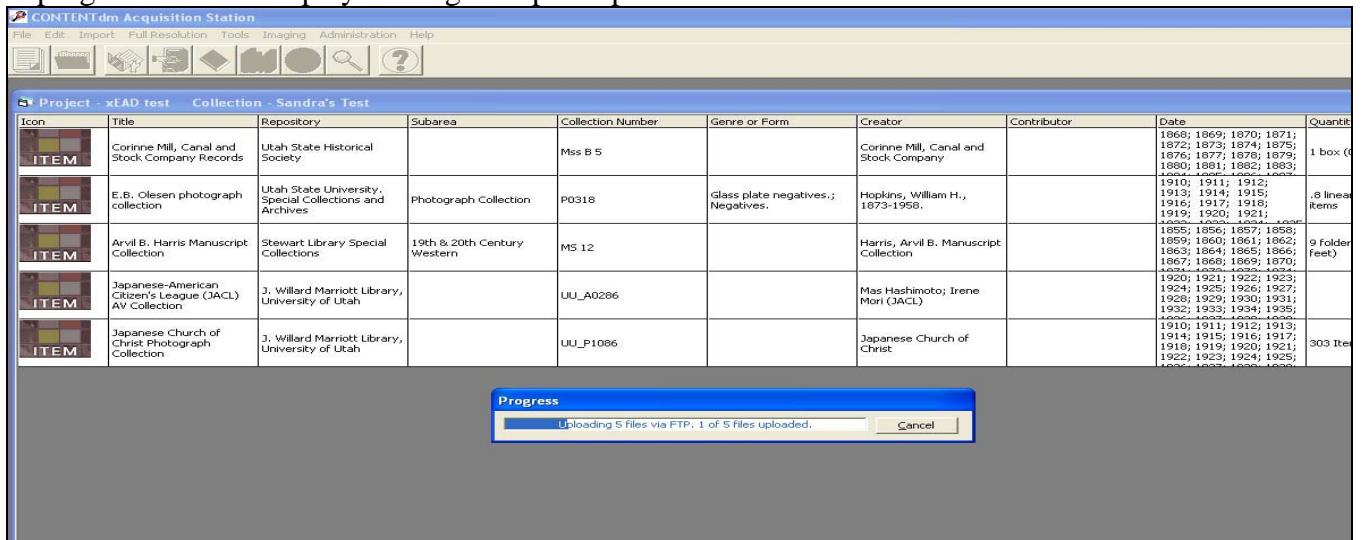 CONTENTdm Acquisition Station
File Edit Import Full Resolution Tools Imaging Administration Help
Project - xEAD test Collection - Sandra's Test
Icon Title Repository Subarea Collection Number Genre or Form Creator Contributor Date
ITEM
Corinne Mill, Canal and
Stock Company Records
Utah State Historical
Society
Mss B 5
Corinne Mill, Canal and
Stock Company
1868; 1869; 1870; 1871;
1872; 1873; 1874; 1875;
1876; 1877; 1878; 1879;
1880; 1881; 1882; 1883;
1 box
ITEM
E.B. Olesen photograph
collection
Utah State University.
Special Collections and
Archives
Photograph Collection
P0318
Glass plate negatives.;
Negatives.
Hopkins, William H.,
1873-1958.
1910; 1911; 1912;
1913; 1914; 1915;
1916; 1917; 1918;
1919; 1920; 1921;
.8 linear
items
ITEM
Arvil B. Harris Manuscript
Collection
Stewart Library Special
Collections
19th & 20th Century
Western
MS 12
Harris, Arvil B. Manuscript
Collection
1855; 1856; 1857; 1858;
1859; 1860; 1861; 1862;
1863; 1864; 1865; 1866;
1867; 1868; 1869; 1870;
9 folder
feet)
ITEM
Japanese-American
Citizen's League (JACL)
AV Collection
J. Willard Marriott Library,
University of Utah
UU_A0286
Mas Hashimoto; Irene
Mori (JACL)
1920; 1921; 1922; 1923;
1924; 1925; 1926; 1927;
1928; 1929; 1930; 1931;
1932; 1933; 1934; 1935;
ITEM
Japanese Church of
Christ Photograph
Collection
J. Willard Marriott Library,
University of Utah
UU_P1086
Japanese Church of
Christ
1910; 1911; 1912; 1913;
1914; 1915; 1916; 1917;
1918; 1919; 1920; 1921;
1922; 1923; 1924; 1925;
303
Progress
Uploading 5 files via FTP. 1 of 5 files uploaded.
Cancel